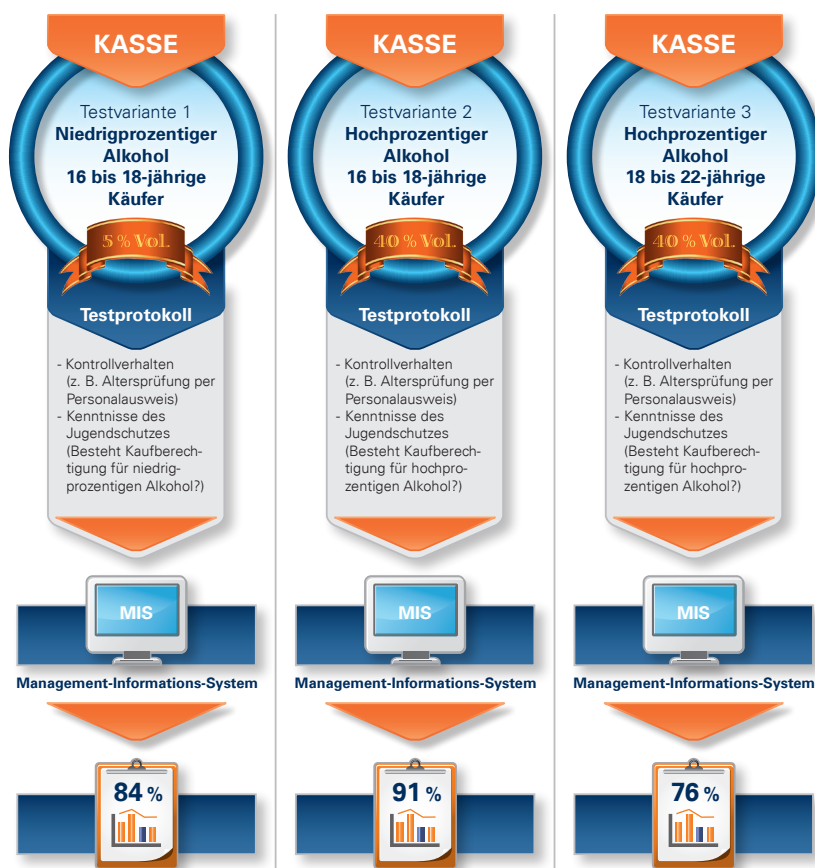 KASSE
Testvariante 1
Niedrigprozentiger
Alkohol
16 bis 18-jährige
Käufer
5 % Vol.
Testprotokoll
- Kontrollverhalten
(z. B. Altersprüfung per
Personalausweis)
- Kenntnisse des
Jugendschutzes
(Besteht Kaufberech-
tigung für niedrig-
prozentigen Alkohol?)
MIS
Management-Informations-System
84 %
KASSE
Testvariante 2
Hochprozentiger
Alkohol
16 bis 18-jährige
Käufer
40 % Vol.
Testprotokoll
- Kontrollverhalten
(z. B. Altersprüfung per
Personalausweis)
- Kenntnisse des
Jugendschutzes
(Besteht Kaufberech-
tigung für hochpro-
zentigen Alkohol?)
MIS
Management-Informations-System
91 %
KASSE
Testvariante 3
Hochprozentiger
Alkohol
18 bis 22-jährige
Käufer
40 % Vol.
Testprotokoll
- Kontrollverhalten
(z. B. Altersprüfung per
Personalausweis)
- Kenntnisse des
Jugendschutzes
(Besteht Kaufberech-
tigung für hochpro-
zentigen Alkohol?)
MIS
Management-Informations-System
76 %